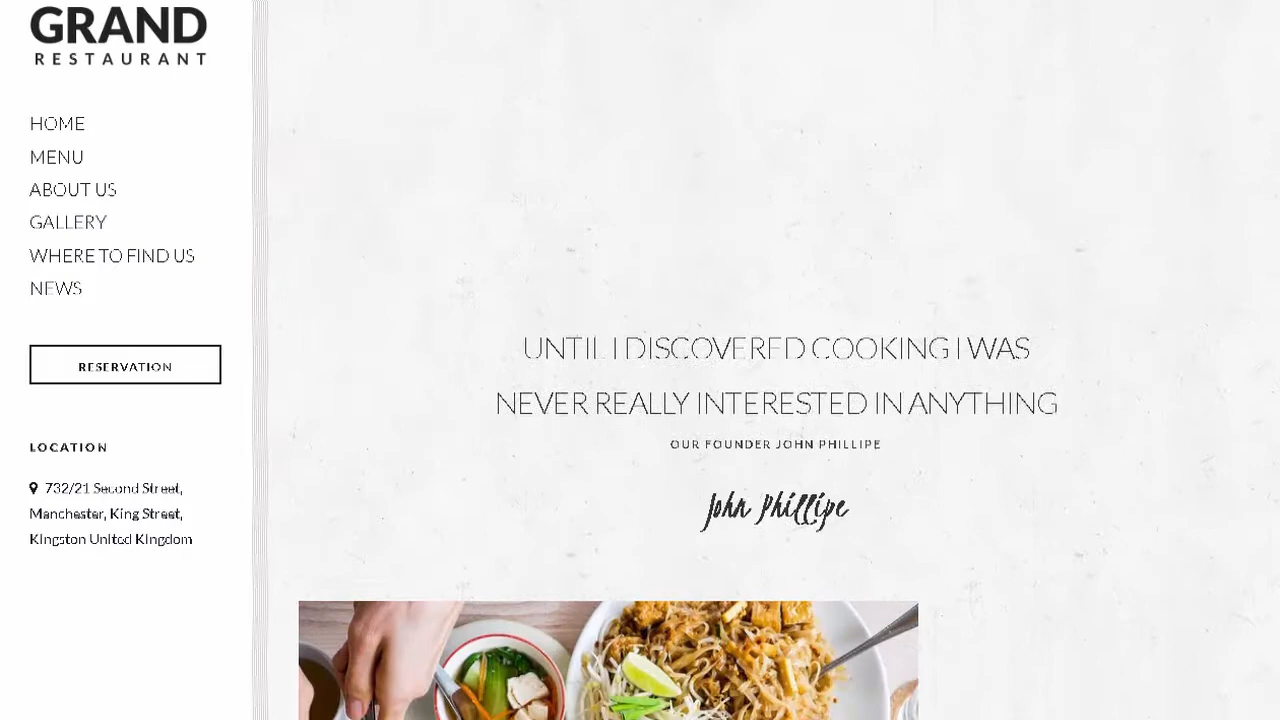 GRAND
RESTAURANT
HOME
MENU
ABOUT US
GALLERY
WHERE TO FIND US
NEWS
RESERVATION
LOCATION
732/21 Second Street,
Manchester, King Street,
Kingston United Kingdom
UNTIL I DISCOVERED COOKING I WAS
NEVER REALLY INTERESTED IN ANYTHING
OUR FOUNDER JOHN PHILLIPE
John Phillipe